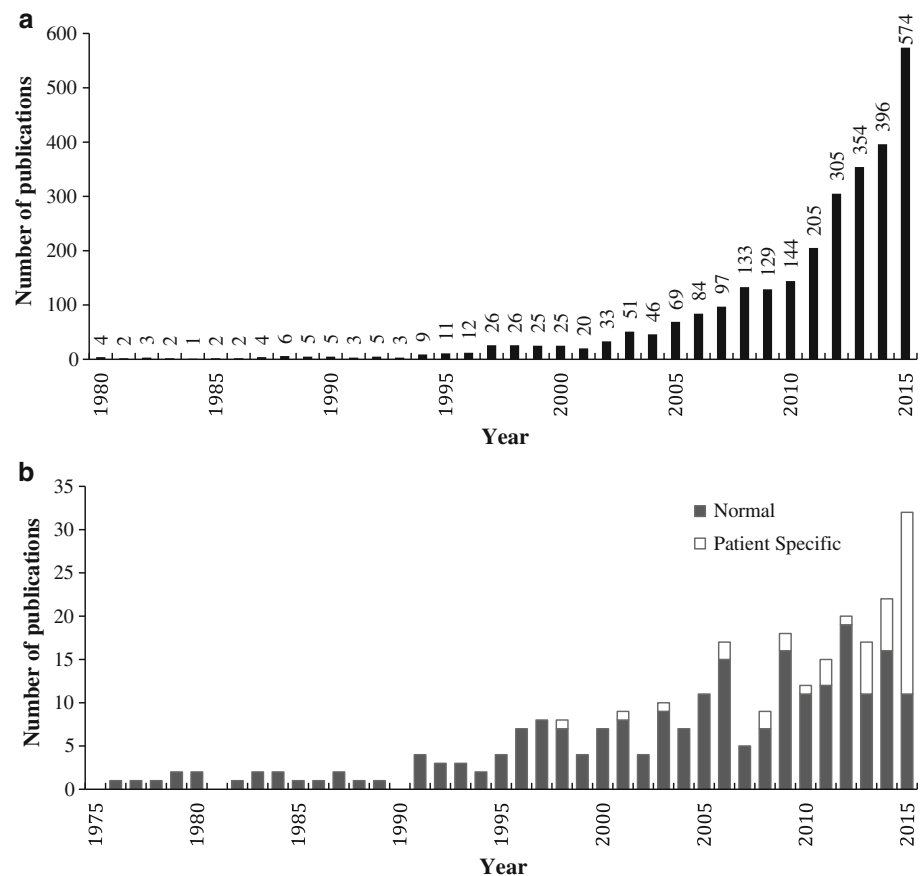 a
Number of publications
600
500
400
300
200
100
0
4 2 3 2 1 2 2 4 6 5 5 3 5 3 9 11 12 26 26 25 25 20 33 51 46 69 84 97 133 129 144 205 305 354 396 574
1980 1985 1990 1995 2000 2005 2010 2015
Year
b
Number of publications
35
30
25
20
15
10
5
0
Normal
Patient Specific
1975 1980 1985 1990 1995 2000 2005 2010 2015
Year